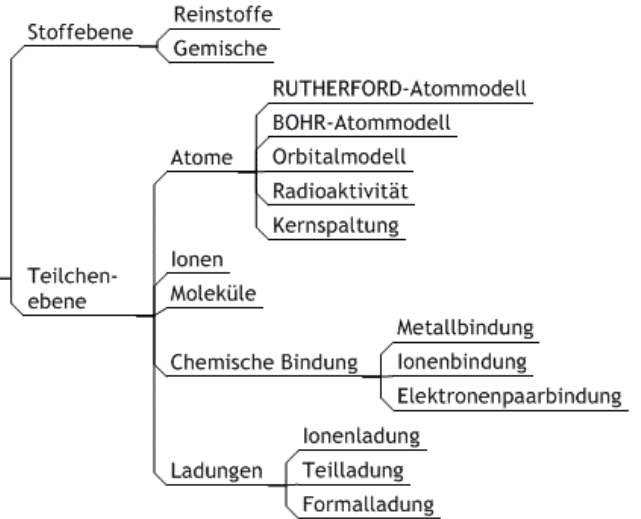 Stoffebene
Reinstoffe
Gemische
Teilchen-
ebene
Atome
RUTHERFORD-Atommodell
BOHR-Atommodell
Orbitalmodell
Radioaktivität
Kernspaltung
Ionen
Moleküle
Chemische Bindung
Metallbindung
Ionenbindung
Elektronenpaarbindung
Ladungen
Ionenladung
Teilladung
Formalladung